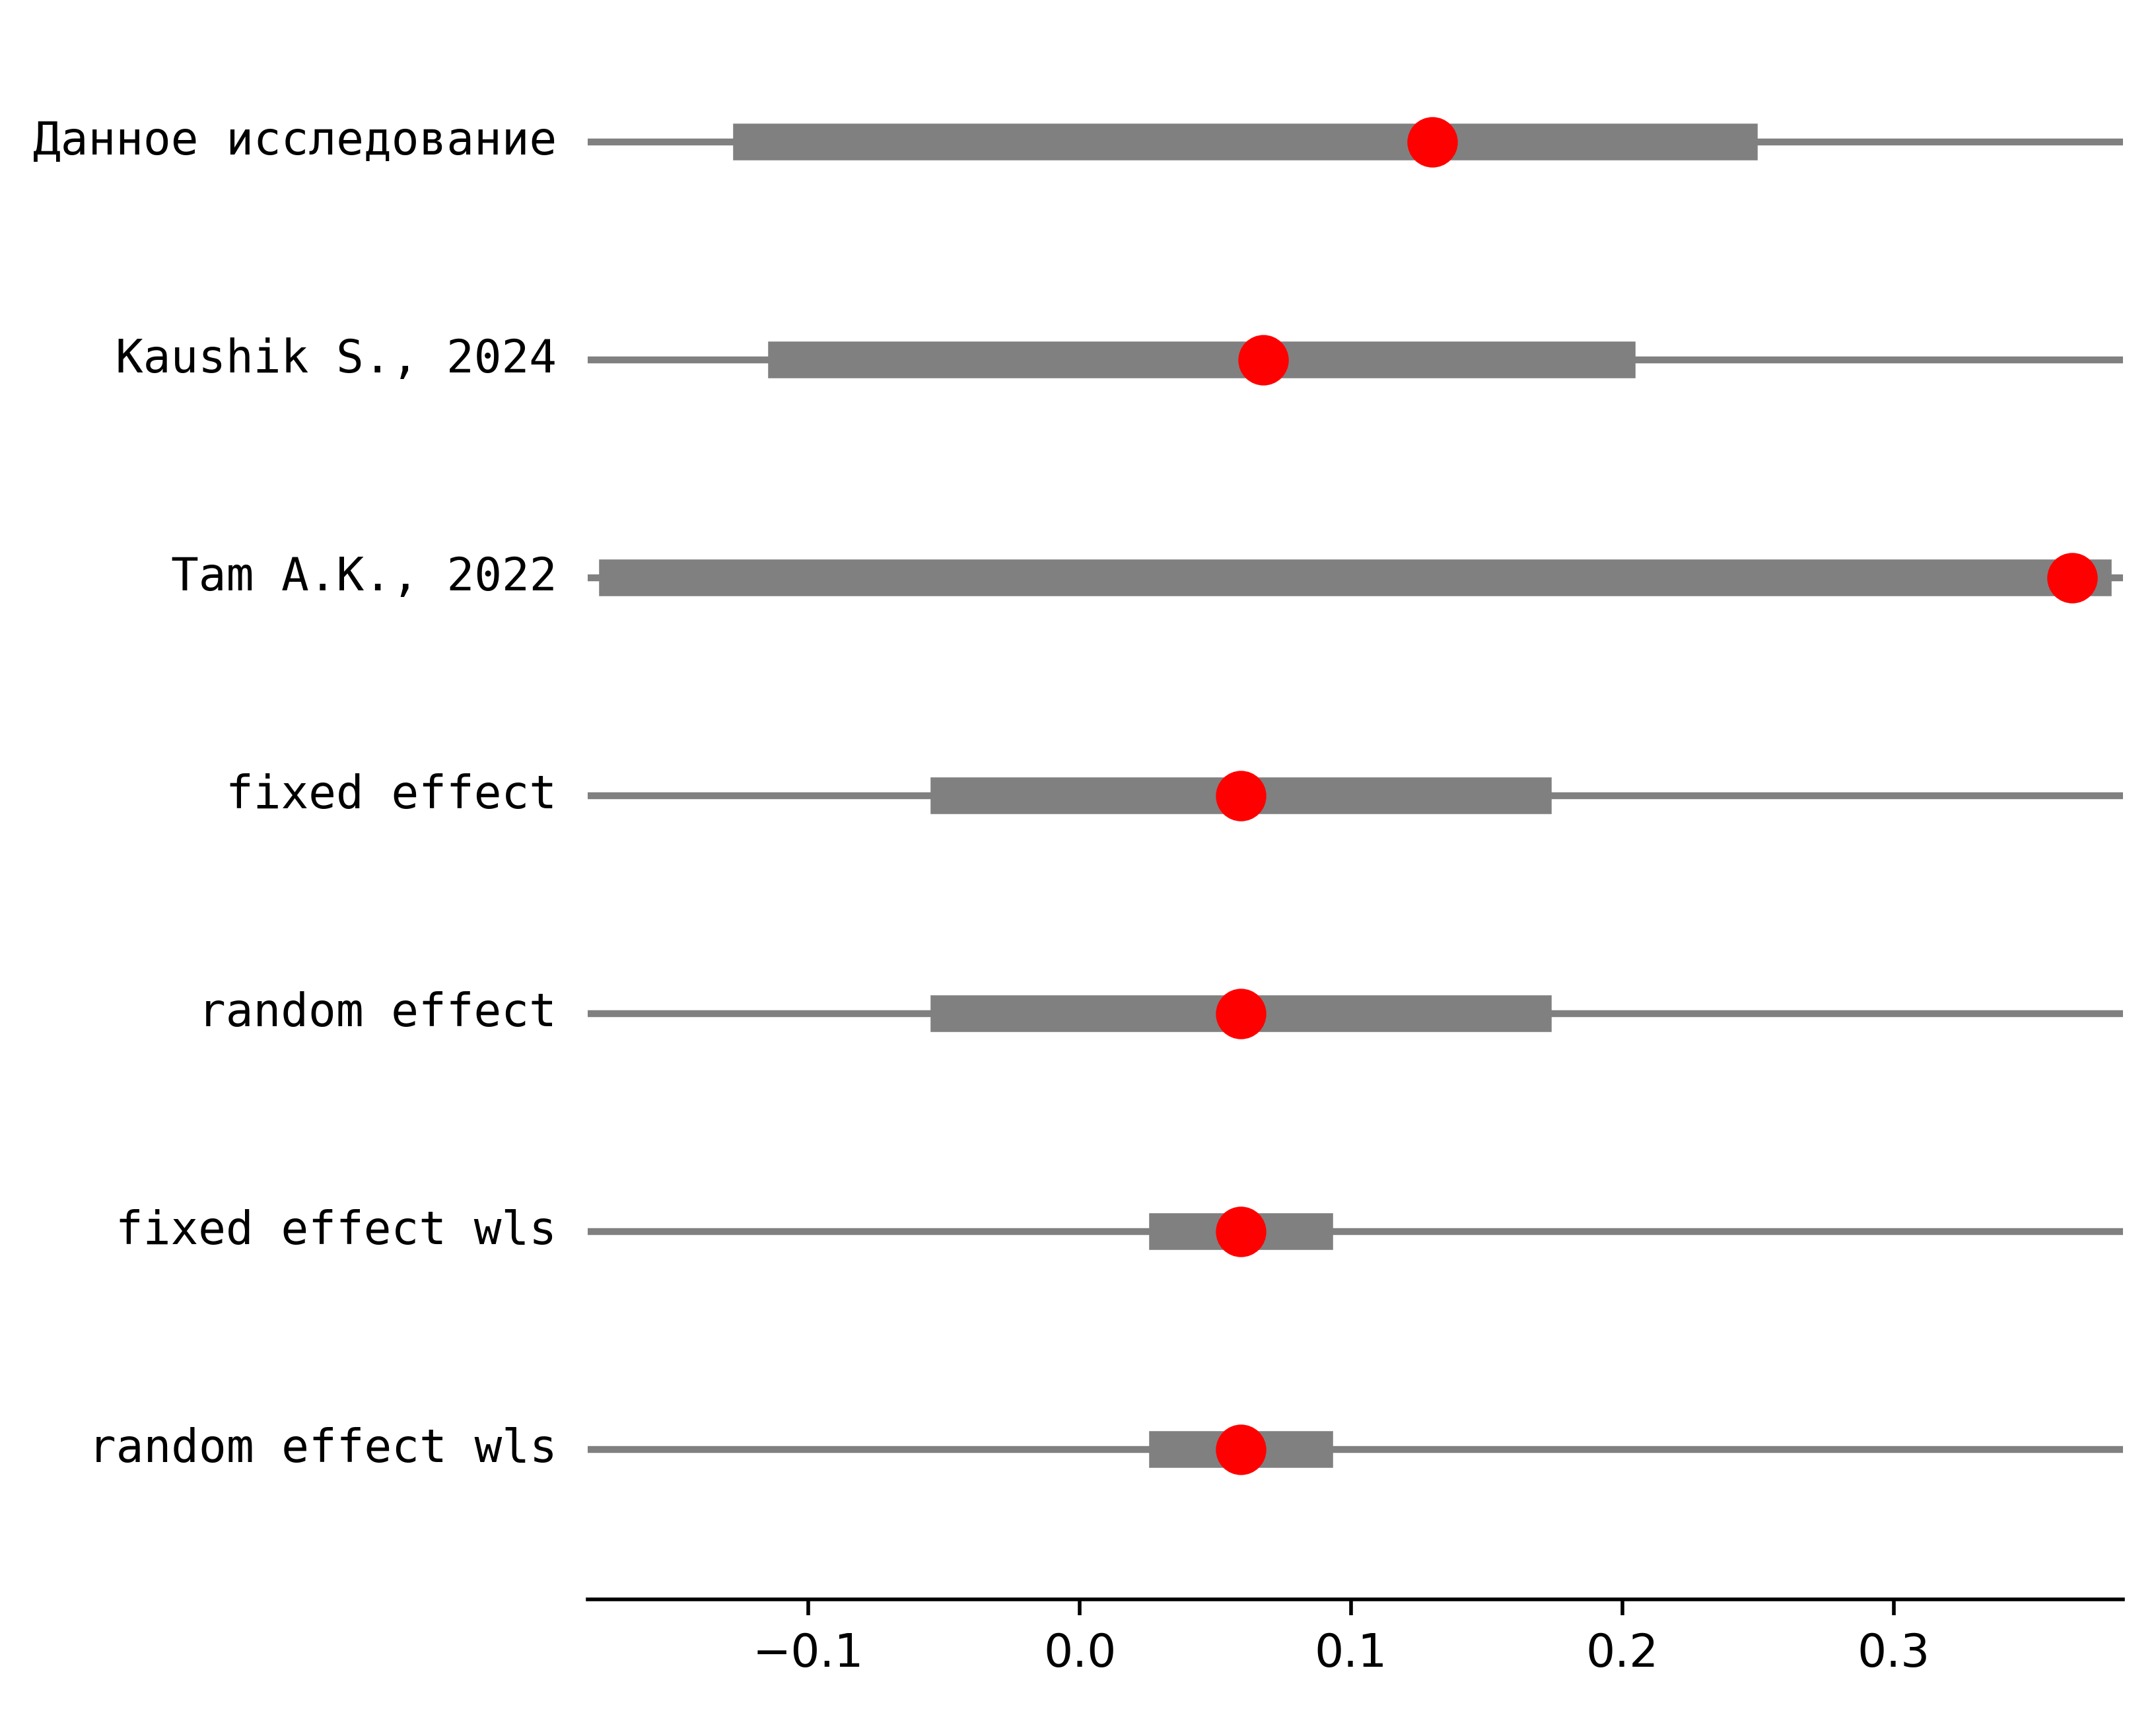 Данное исследование
Kaushik S., 2024
Tam A.K., 2022
fixed effect
random effect
fixed effect wls
random effect wls
−0.1 0.0 0.1 0.2 0.3